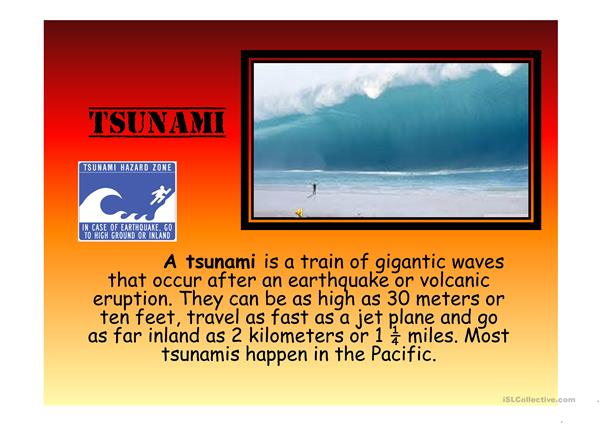 TSUNAMI
TSUNAMI HAZARD ZONE
IN CASE OF EARTHQUAKE, GO
TO HIGH GROUND OR INLAND
A tsunami is a train of gigantic waves
that occur after an earthquake or volcanic
eruption. They can be as high as 30 meters or
ten feet, travel as fast as a jet plane and go
as far inland as 2 kilometers or 1 ¼ miles. Most
tsunamis happen in the Pacific.
iSLCollective.com